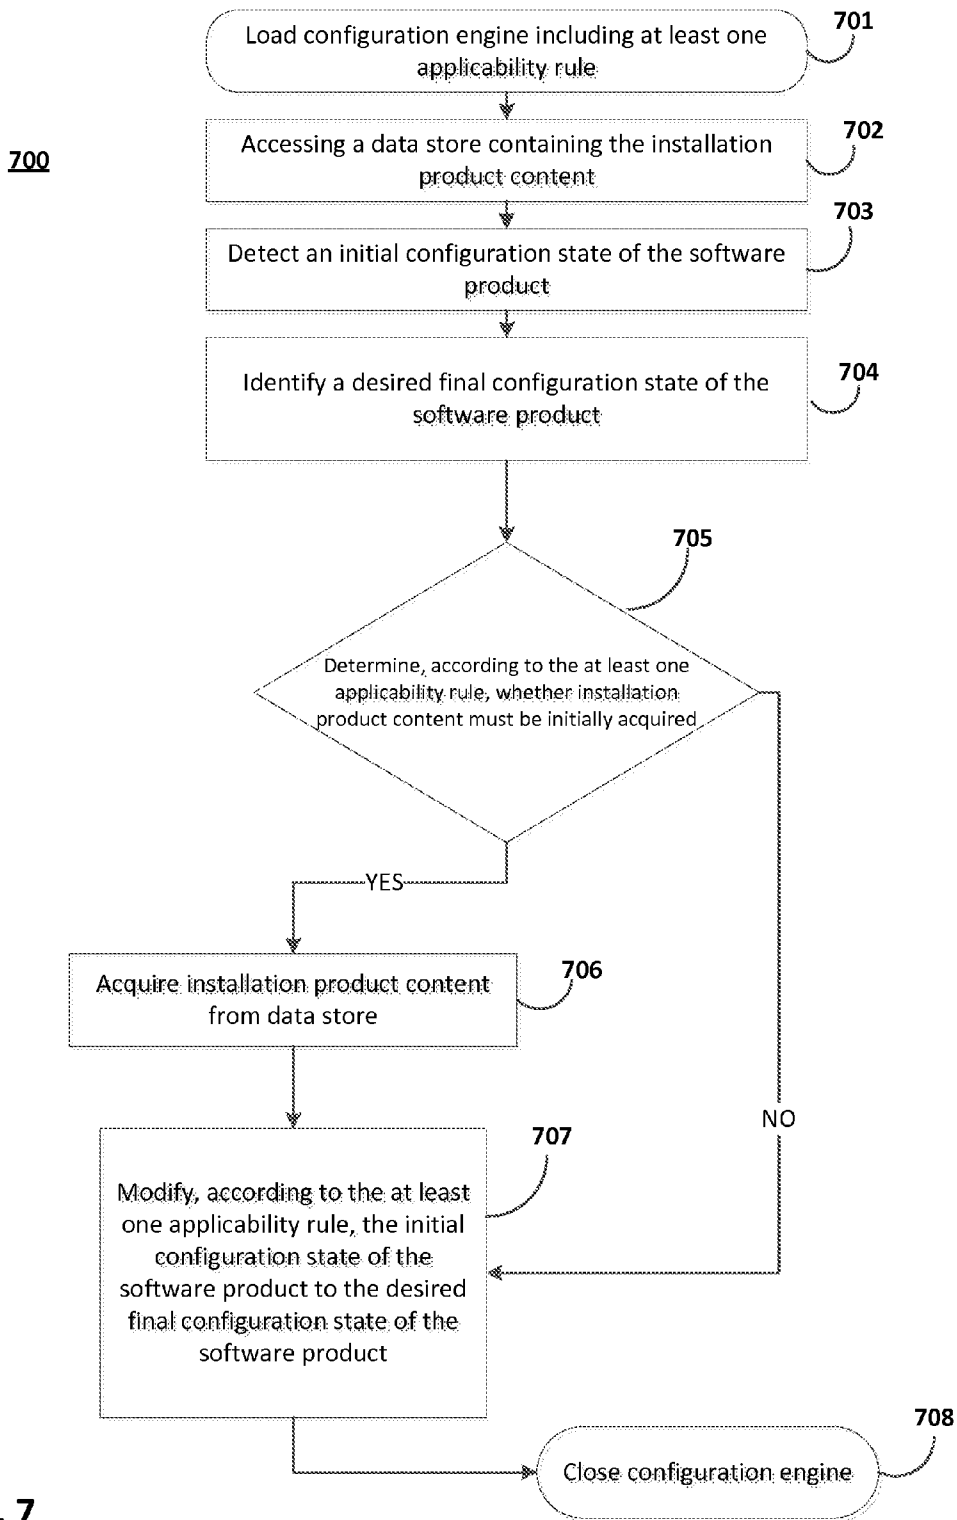 701
Load configuration engine including at least one
applicability rule
702
700
Accessing a data store containing the installation
product content
703
Detect an initial configuration state of the software
product
704
Identify a desired final configuration state of the
software product
705
Determine, according to the at least one
applicability rule, whether installation
product content must be initially acquired
YES
706
Acquire installation product content
from data store
NO
707
Modify, according to the at least
one applicability rule, the initial
configuration state of the
software product to the desired
final configuration state of the
software product
708
Close configuration engine
. 7